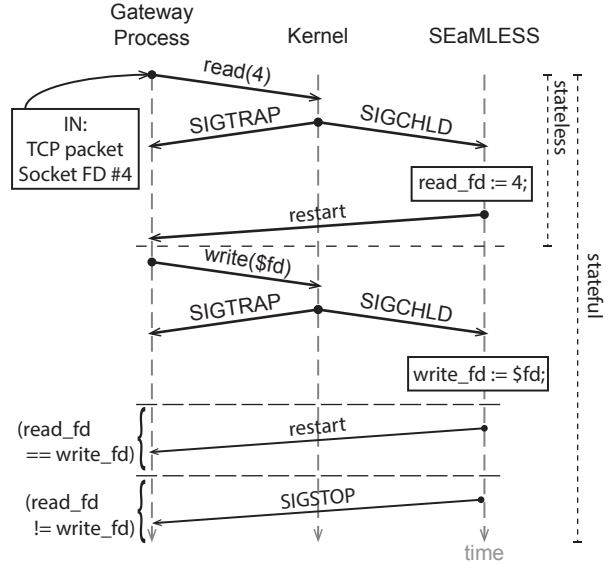 Gateway
Process
Kernel
SEaMLESS
read(4)
IN:
TCP packet
Socket FD #4
SIGTRAP
SIGCHLD
stateless
read_fd := 4;
restart
write($fd)
stateful
SIGTRAP
SIGCHLD
write_fd := $fd;
(read_fd
== write_fd)
restart
(read_fd
!= write_fd)
SIGSTOP
time